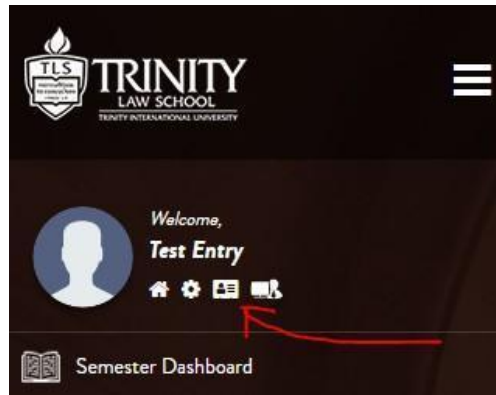 TLS
TRINITY
LAW SCHOOL
TRINITY INTERNATIONAL UNIVERSITY
Welcome,
Test Entry
Semester Dashboard